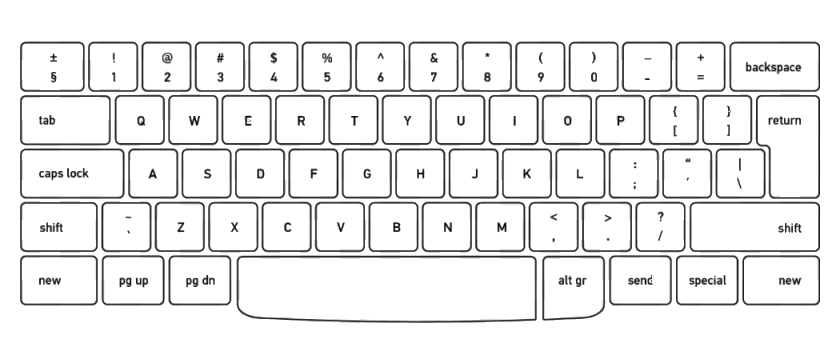 ± ! @ # $ % ^ & * ( ) – +
§ 1 2 3 4 5 6 7 8 9 0 - = backspace
tab Q W E R T Y U I O P { [ } ] return
caps lock A S D F G H J K L : ; “ ′ | \
shift ~ ` Z X C V B N M < , > . ? / shift
new pg up pg dn alt gr send special new